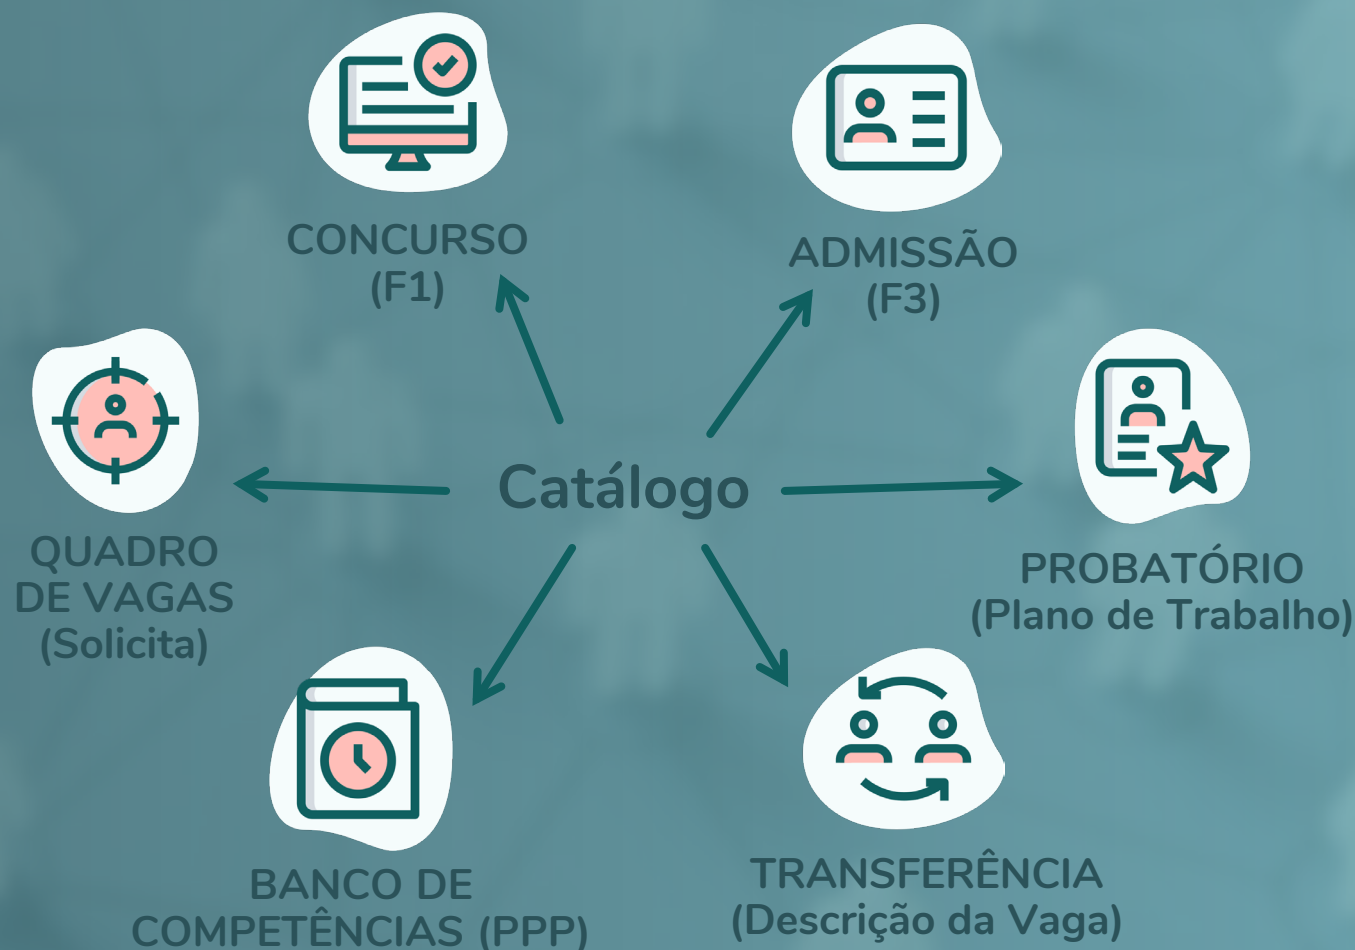 CONCURSO
(F1)
ADMISSÃO
(F3)
Catálogo
QUADRO
DE VAGAS
(Solicita)
PROBATÓRIO
(Plano de Trabalho)
BANCO DE
COMPETÊNCIAS (PPP)
TRANSFERÊNCIA
(Descrição da Vaga)